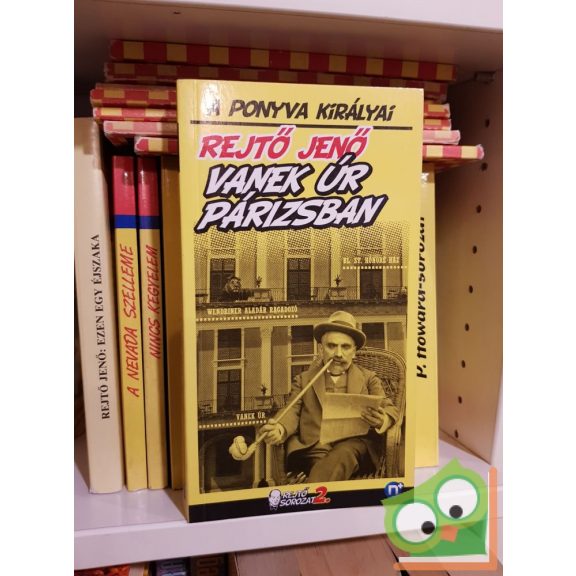 A PONYVA KIRÁLYAI
REJTŐ JENŐ
VANEK ÚR
PÁRIZSBAN
EL ST. HONORÉ HÁZ
WENDRINER ALADÁR RAGADOZÓ
VANEK ÚR
REJTŐ
SOROZAT 2.
n+
REJTŐ JENŐ: EZEN EGY ÉJSZAKA
A NEVADA SZELLEME
NINCS KEGYELEM
P. Howard-sorozat